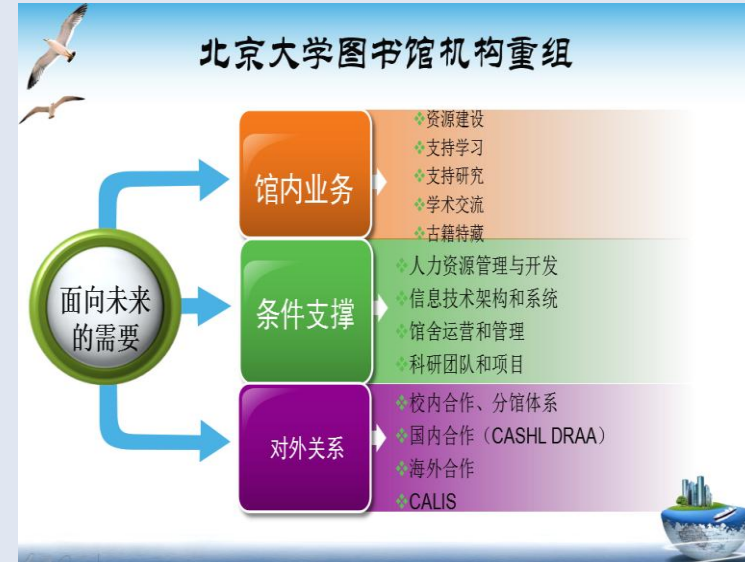 北京大学图书馆机构重组
面向未来
的需要
馆内业务
资源建设
支持学习
支持研究
学术交流
古籍特藏
条件支撑
人力资源管理与开发
信息技术架构和系统
馆舍运营和管理
科研团队和项目
对外关系
校内合作、分馆体系
国内合作（CASHL DRAA）
海外合作
CALIS